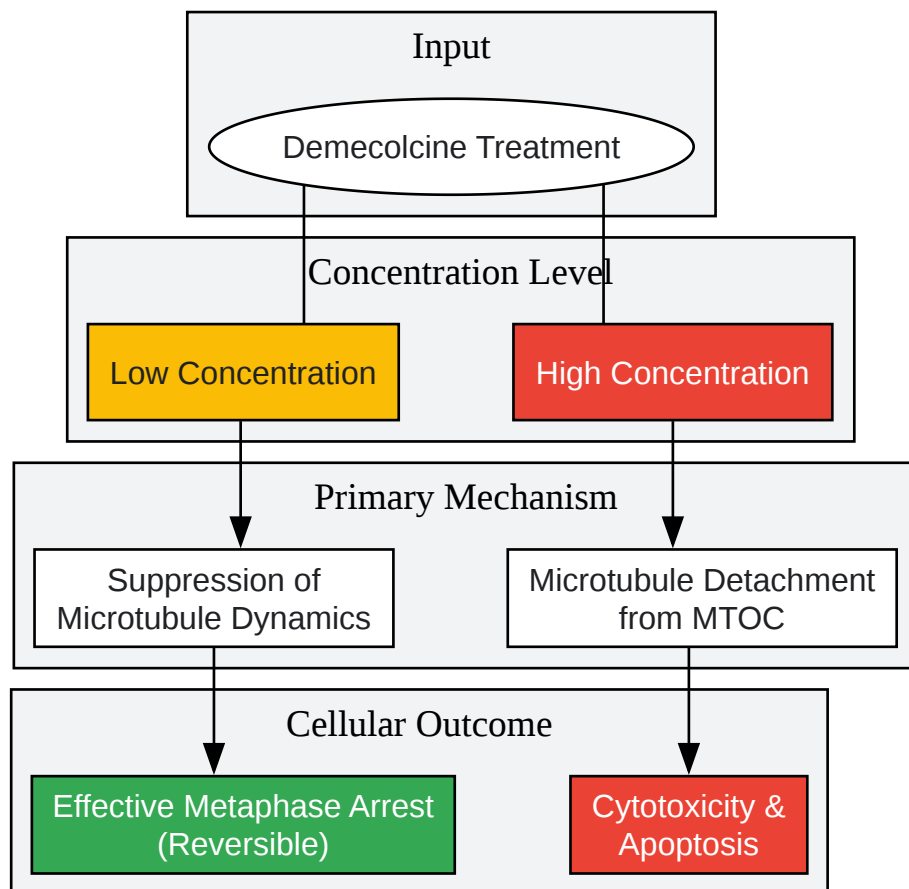 Input
Demecolcine Treatment
Concentration Level
Low Concentration
High Concentration
Primary Mechanism
Suppression of
Microtubule Dynamics
Microtubule Detachment
from MTOC
Cellular Outcome
Effective Metaphase Arrest
(Reversible)
Cytotoxicity &
Apoptosis